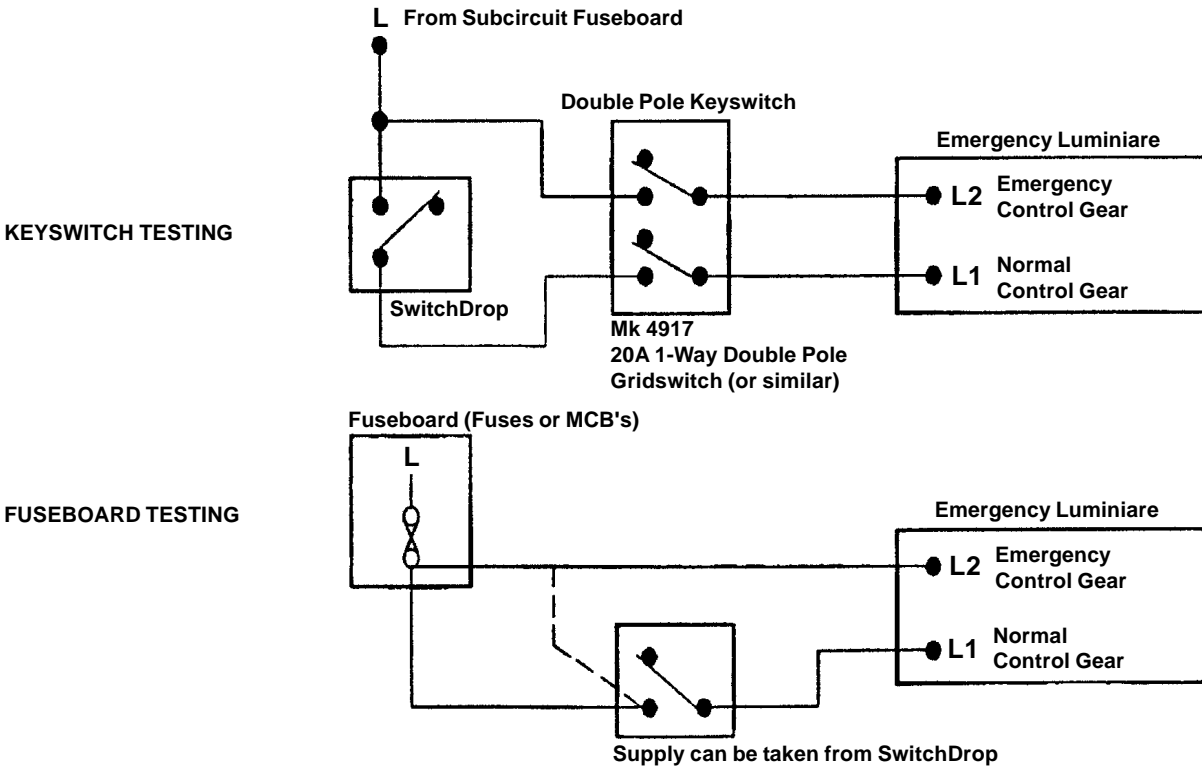 L From Subcircuit Fuseboard
Double Pole Keyswitch
Emergency Luminiare
L2 Emergency
Control Gear
KEYSWITCH TESTING
L1 Normal
Control Gear
SwitchDrop
Mk 4917
20A 1-Way Double Pole
Gridswitch (or similar)
Fuseboard (Fuses or MCB's)
L
FUSEBOARD TESTING
Emergency Luminiare
L2 Emergency
Control Gear
L1 Normal
Control Gear
Supply can be taken from SwitchDrop